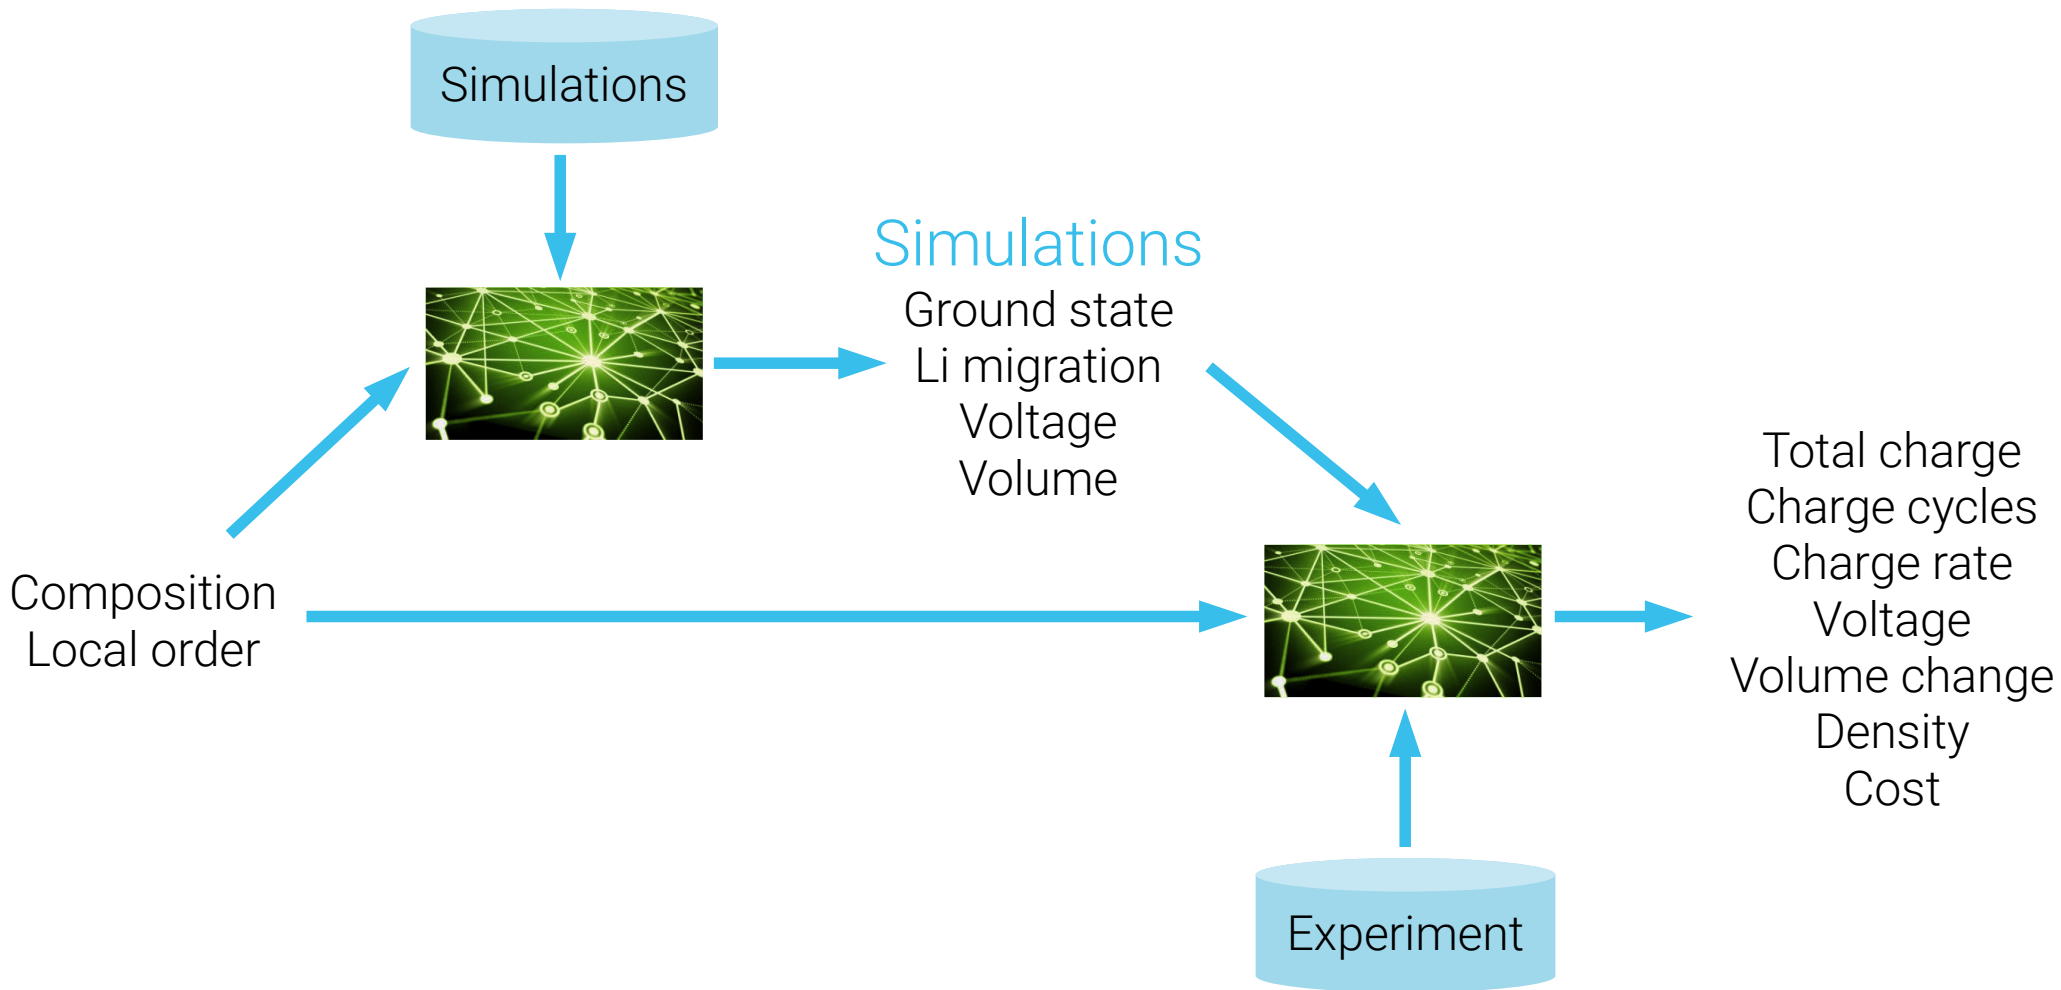 Simulations
Simulations
Ground state
Li migration
Voltage
Volume
Composition
Local order
Total charge
Charge cycles
Charge rate
Voltage
Volume change
Density
Cost
Experiment